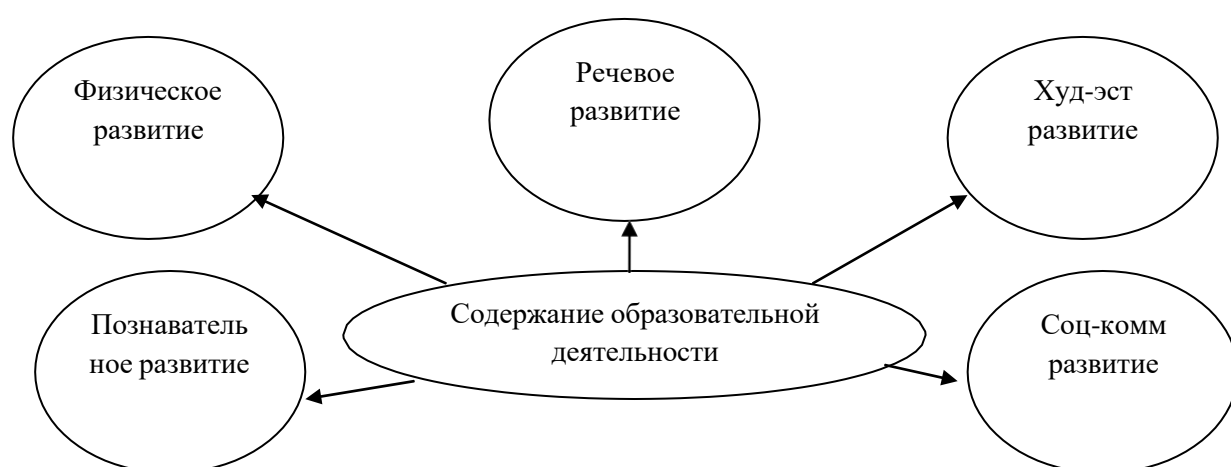 Физическое
развитие
Речевое
развитие
Худ-эст
развитие
Познаватель
ное развитие
Содержание образовательной
деятельности
Соц-комм
развитие